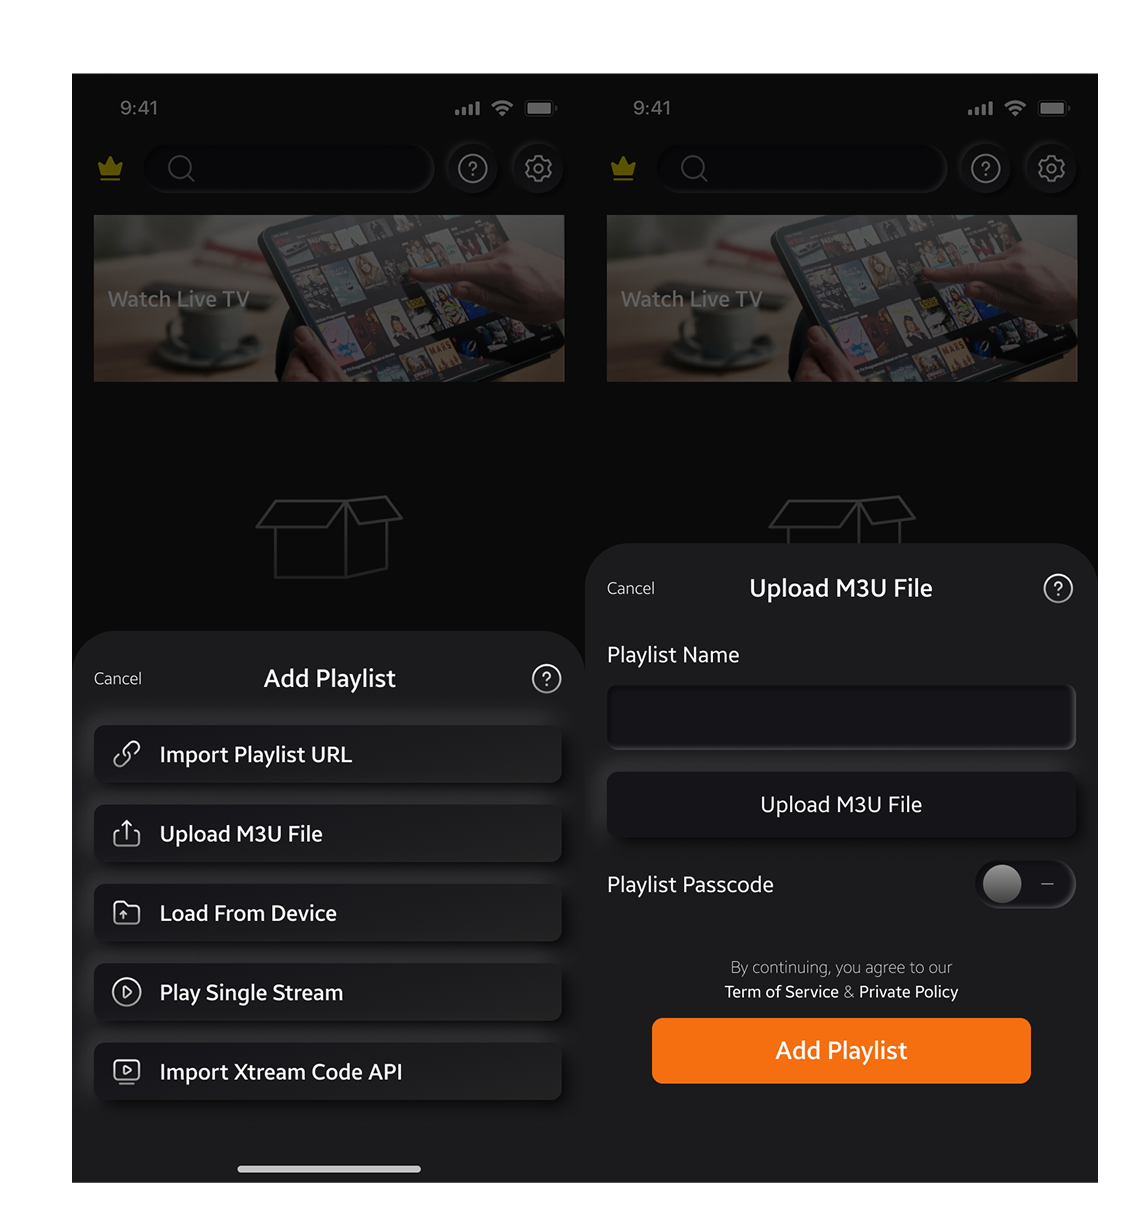 9:41
Watch Live TV
Cancel
Add Playlist
Import Playlist URL
Upload M3U File
Load From Device
Play Single Stream
Import Xtream Code API
9:41
Watch Live TV
Cancel
Upload M3U File
Playlist Name
Upload M3U File
Playlist Passcode
By continuing, you agree to our
Term of Service & Private Policy
Add Playlist